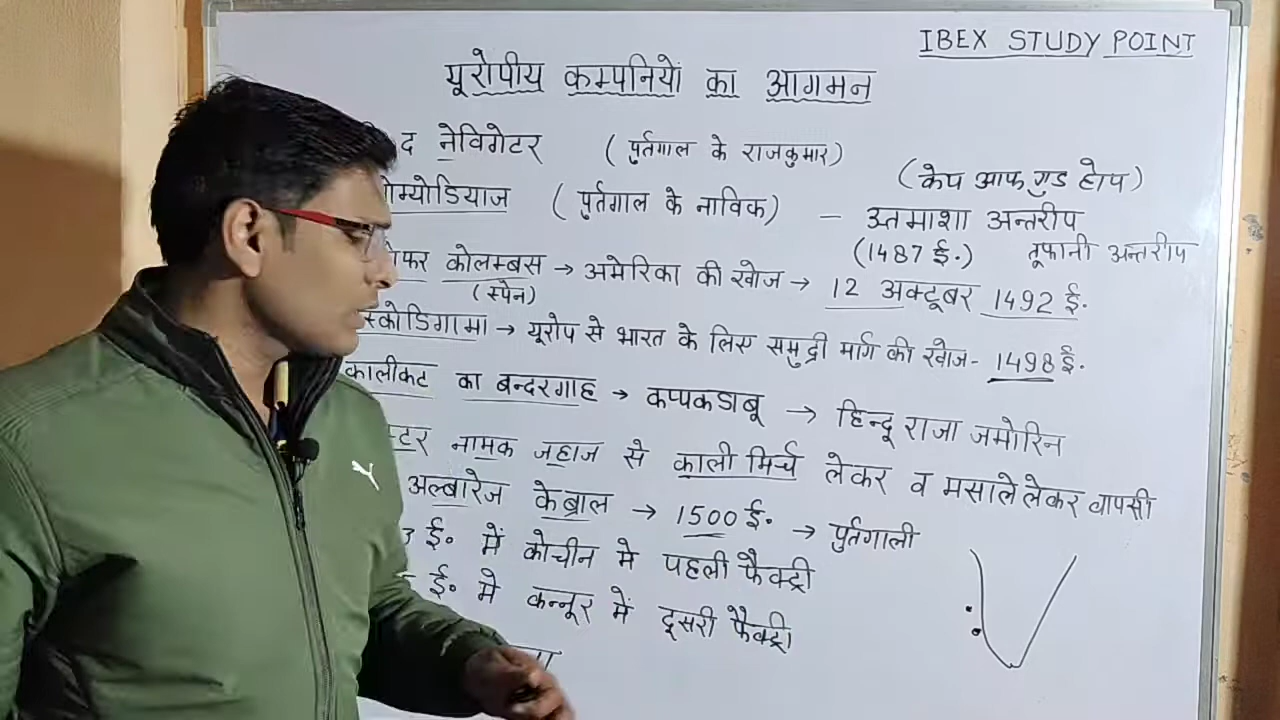 IBEX STUDY POINT
यूरोपीय कम्पनियों का आगमन
द नेविगेटर (पुर्तगाल के राजकुमार)
(केप आफ गुड होप)
(पुर्तगाल के नाविक) – उत्तमाशा अन्तरीप
(1487 ई.) तूफानी अन्तरीप
कोलम्बस → अमेरिका की खोज → 12 अक्टूबर 1492 ई.
(स्पेन)
→ यूरोप से भारत के लिए समुद्री मार्ग की खोज- 1498 ई.
कालीकट का बन्दरगाह → कप्पकडाबू → हिन्दू राजा जमोरिन
नामक जहाज से काली मिर्च लेकर व मसाले लेकर वापसी
अल्बारेज केब्राल → 1500 ई. → पुर्तगाली
ई. में कोचीन मे पहली फैक्ट्री
ई. मे कन्नूर में दूसरी फैक्ट्री